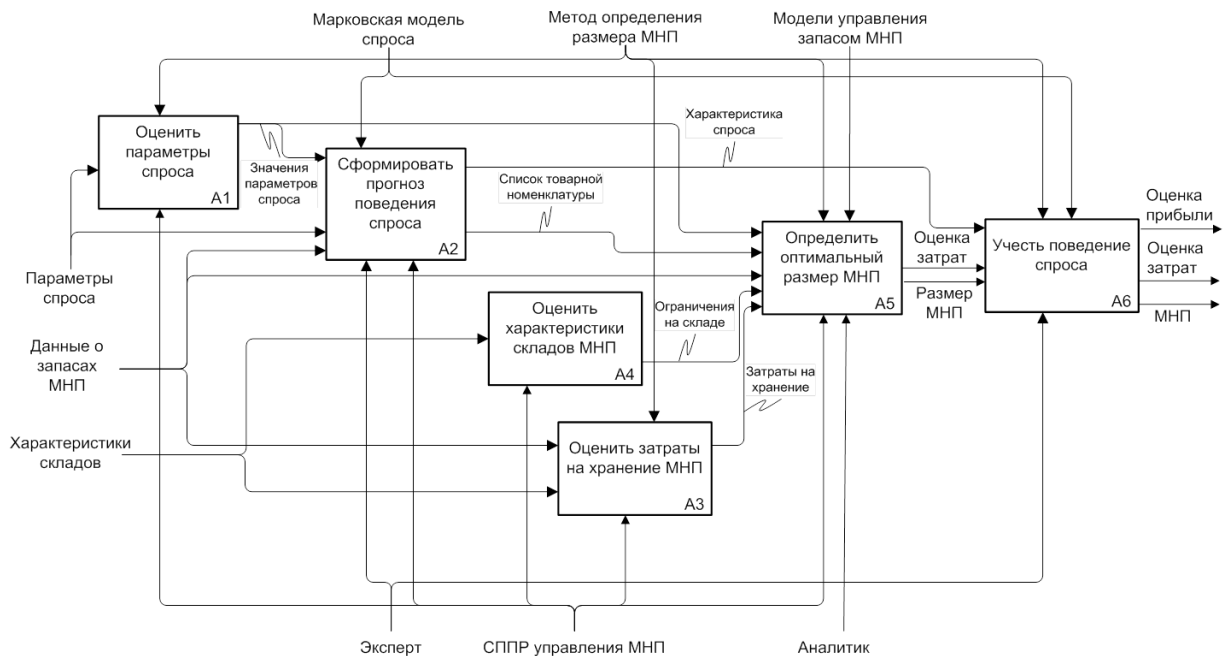 Марковская модель
спроса
Метод определения
размера МНП
Модели управления
запасом МНП
Оценить
параметры
спроса
A1
Значения
параметров
спроса
Сформировать
прогноз
поведения
спроса
A2
Характеристика
спроса
Список товарной
номенклатуры
Определить
оптимальный
размер МНП
A5
Оценка
затрат
Размер
МНП
Учесть поведение
спроса
A6
Оценка
прибыли
Оценка
затрат
МНП
Параметры
спроса
Оценить
характеристики
складов МНП
A4
Ограничения
на складе
Данные о
запасах
МНП
Затраты на
хранение
Характеристики
складов
Оценить затраты
на хранение МНП
A3
Эксперт
СППР управления МНП
Аналитик